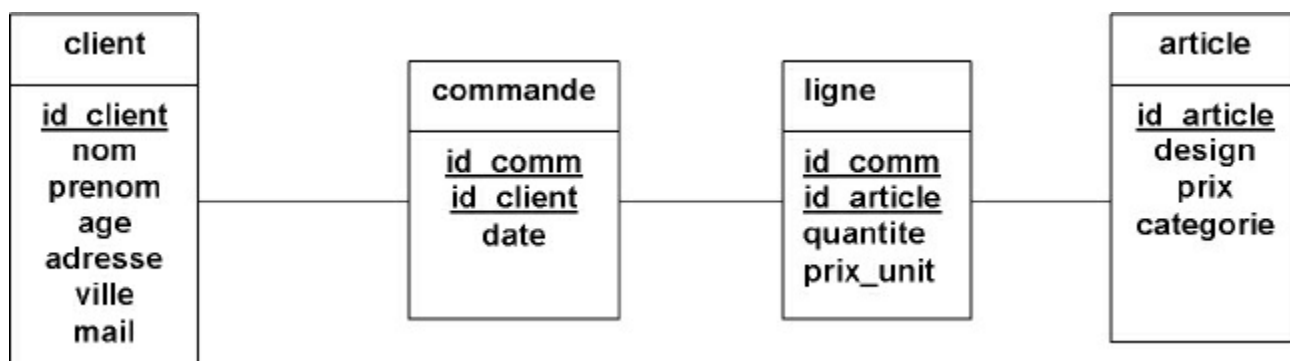 client
id_client
nom
prenom
age
adresse
ville
mail
commande
id_comm
id_client
date
ligne
id_comm
id_article
quantite
prix_unit
article
id_article
design
prix
categorie